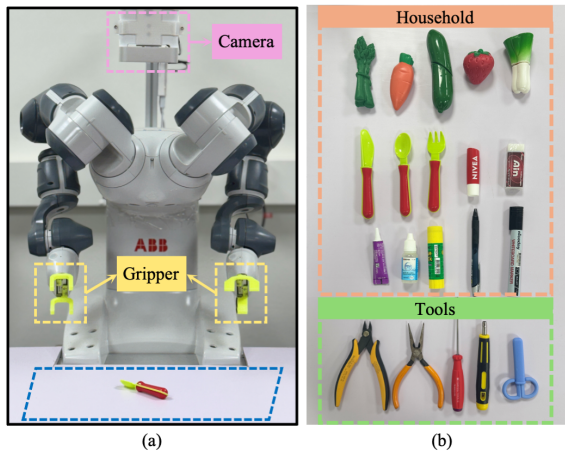 Camera
ABB
Gripper
(a)
Household
NIVEA
Ain
Tools
(b)